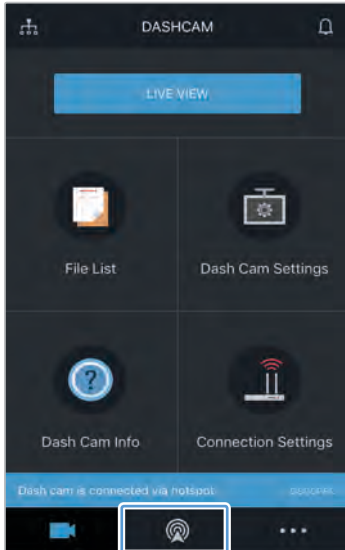 DASHCAM
LIVE VIEW
File List
Dash Cam Settings
Dash Cam Info
Connection Settings
Dash cam is connected via hotspot